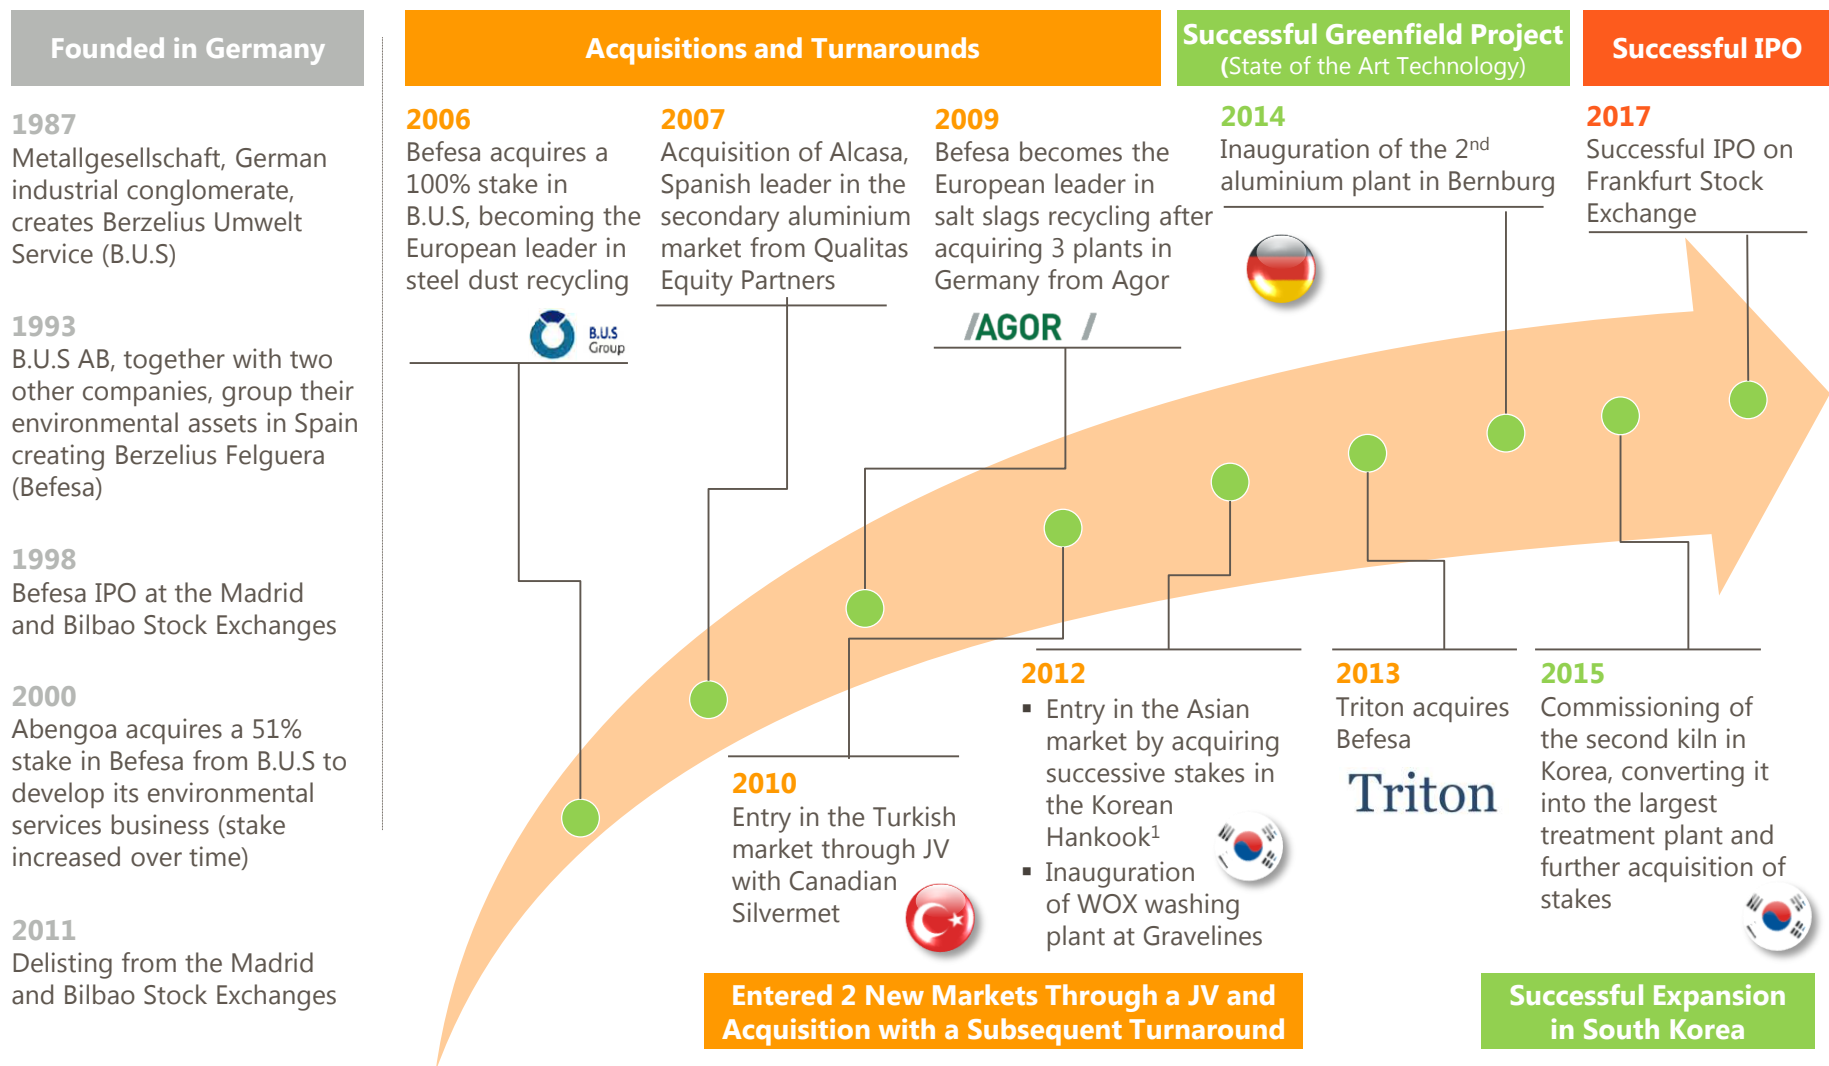 Founded in Germany
1987
Metallgesellschaft, German
industrial conglomerate,
creates Berzelius Umwelt
Service (B.U.S)
1993
B.U.S AB, together with two
other companies, group their
environmental assets in Spain
creating Berzelius Felguera
(Befesa)
1998
Befesa IPO at the Madrid
and Bilbao Stock Exchanges
2000
Abengoa acquires a 51%
stake in Befesa from B.U.S to
develop its environmental
services business (stake
increased over time)
2011
Delisting from the Madrid
and Bilbao Stock Exchanges
Acquisitions and Turnarounds
2006
Befesa acquires a
100% stake in
B.U.S, becoming the
European leader in
steel dust recycling
B.U.S
Group
2007
Acquisition of Alcasa,
Spanish leader in the
secondary aluminium
market from Qualitas
Equity Partners
2009
Befesa becomes the
European leader in
salt slags recycling after
acquiring 3 plants in
Germany from Agor
/AGOR /
Successful Greenfield Project
(State of the Art Technology)
2014
Inauguration of the 2nd
aluminium plant in Bernburg
Successful IPO
2017
Successful IPO on
Frankfurt Stock
Exchange
2010
Entry in the Turkish
market through JV
with Canadian
Silvermet
2012
▪ Entry in the Asian
market by acquiring
successive stakes in
the Korean
Hankook1
▪ Inauguration
of WOX washing
plant at Gravelines
2013
Triton acquires
Befesa
Triton
2015
Commissioning of
the second kiln in
Korea, converting it
into the largest
treatment plant and
further acquisition of
stakes
Entered 2 New Markets Through a JV and
Acquisition with a Subsequent Turnaround
Successful Expansion
in South Korea